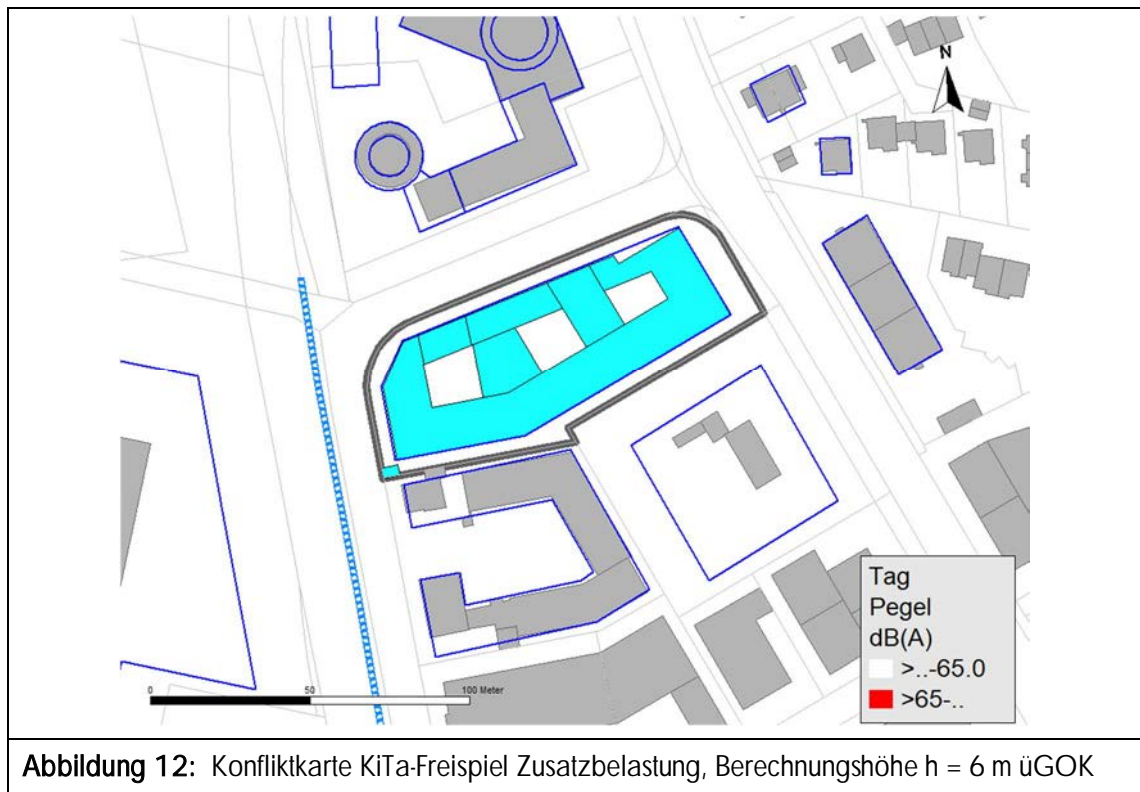 N
Tag
Pegel
dB(A)
>..-65.0
>65-..
0 50 100 Meter
Abbildung 12: Konfliktkarte KiTa-Freispiel Zusatzbelastung, Berechnungshöhe h = 6 m üGOK